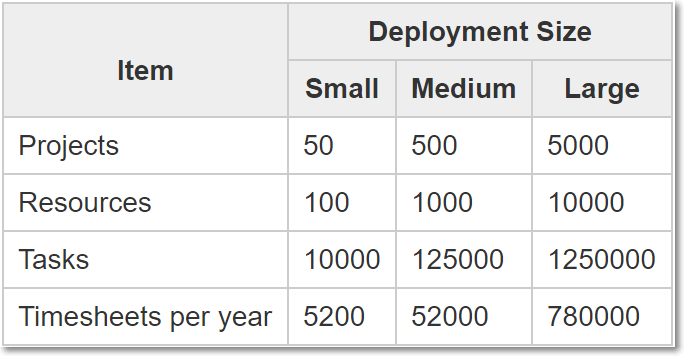 Item
Deployment Size
Small Medium Large
Projects 50 500 5000
Resources 100 1000 10000
Tasks 10000 125000 1250000
Timesheets per year 5200 52000 780000